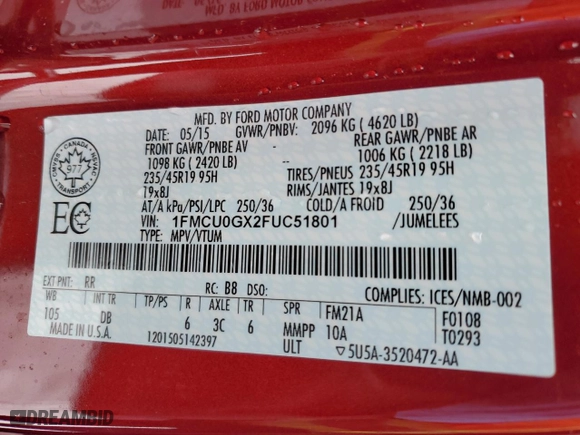 MFD. BY FORD MOTOR COMPANY
DATE: 05/15 GVWR/PNBV: 2096 KG ( 4620 LB)
FRONT GAWR/PNBE AV - REAR GAWR/PNBE AR
1098 KG ( 2420 LB) - 1006 KG ( 2218 LB)
235/45R19 95H TIRES/PNEUS 235/45R19 95H
19x8J RIMS/JANTES 19x8J
AT/A kPa/PSI/LPC 250/36 COLD/A FROID 250/36
VIN: 1FMCU0GX2FUC51801 /JUMELEES
TYPE: MPV/VTUM
CANADA
CMVSS NSVAC
977
TRANSPORT
EC
EXT PNT: RR RC: B8 DSO: COMPLIES: ICES/NMB-002
WB INT TR TP/PS R AXLE TR SPR FM21A F0108
105 DB 6 3C 6 MMPP 10A T0293
MADE IN U.S.A. 1201505142397 ULT ▽5U5A-3520472-AA
DREAMBID